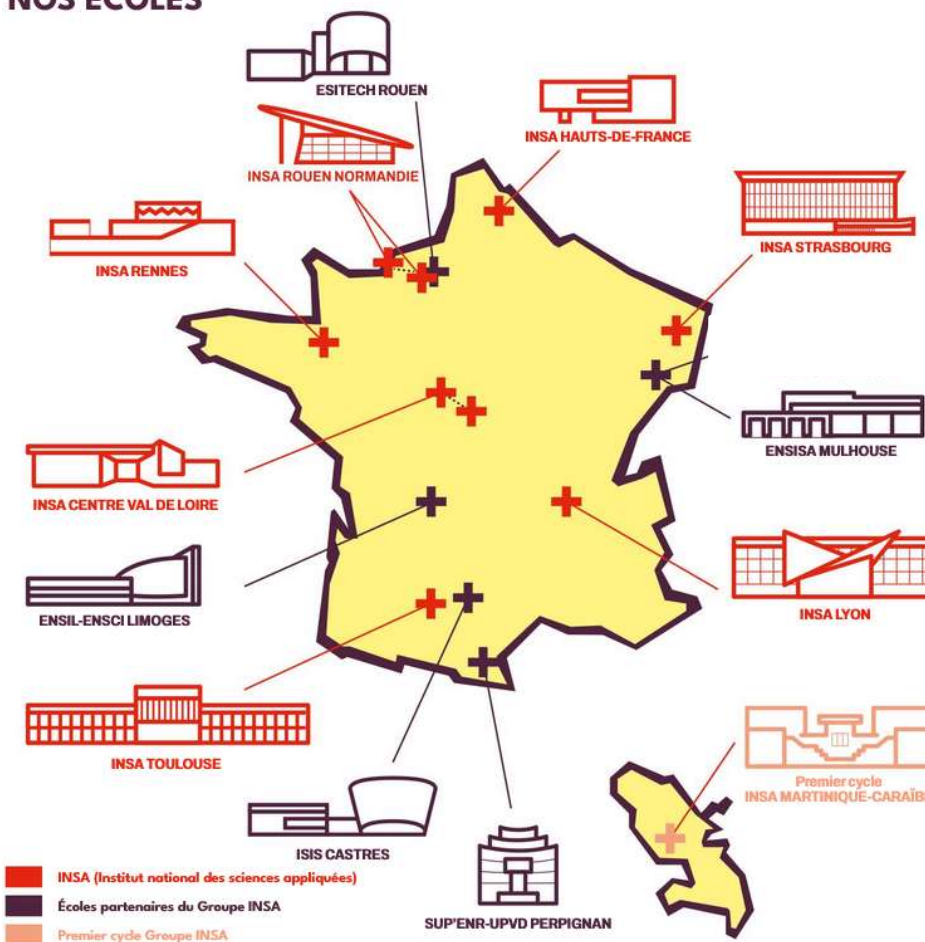 NOS ÉCOLES
ESITECH ROUEN
INSA HAUTS-DE-FRANCE
INSA ROUEN NORMANDIE
INSA STRASBOURG
INSA RENNES
ENSISA MULHOUSE
INSA CENTRE VAL DE LOIRE
ENSIL-ENSCI LIMOGES
INSA LYON
INSA TOULOUSE
Premier cycle
INSA MARTINIQUE-CARAÏB
ISIS CASTRES
SUP'ENR-UPVD PERPIGNAN
INSA (Institut national des sciences appliquées)
Écoles partenaires du Groupe INSA
Premier cycle Groupe INSA